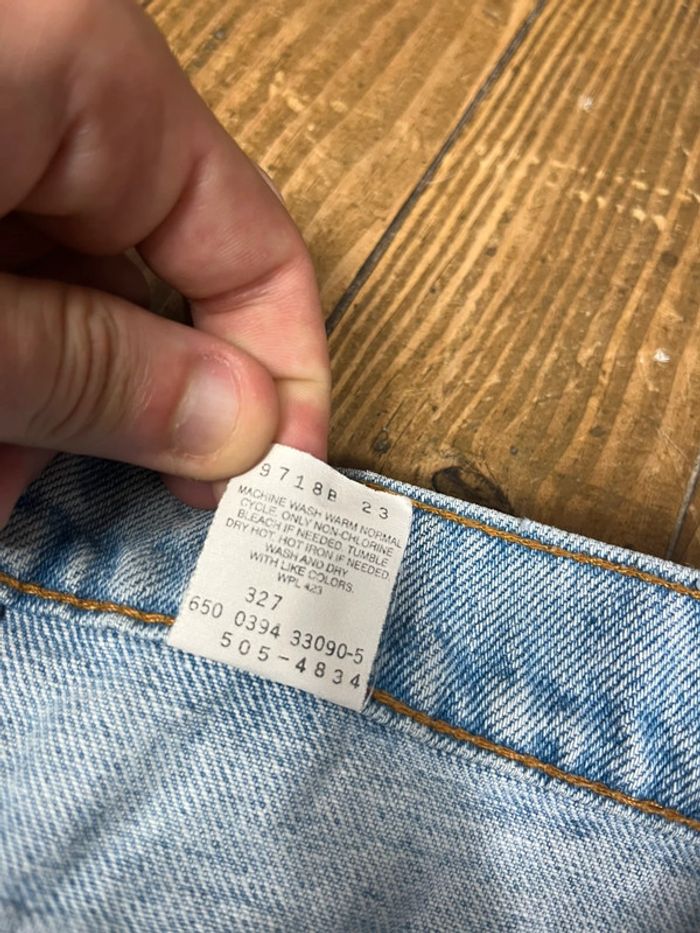 9718B 23
MACHINE WASH WARM NORMAL
CYCLE. ONLY NON-CHLORINE
BLEACH IF NEEDED. TUMBLE
DRY HOT. HOT IRON IF NEEDED.
WASH AND DRY
WITH LIKE COLORS.
WPL 423
327
650 0394 33090-5
505-4834